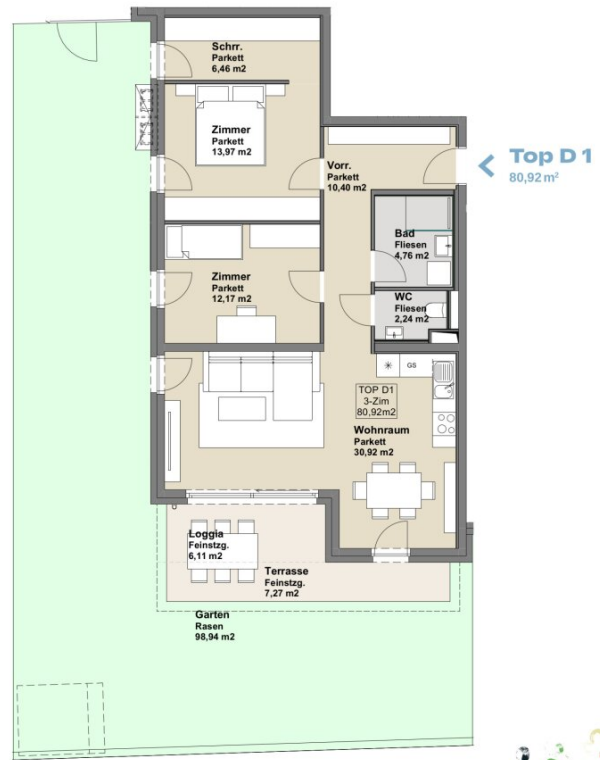 Schrr.
Parkett
6,46 m2
Zimmer
Parkett
13,97 m2
Vorr.
Parkett
10,40 m2
Top D 1
80,92 m²
Bad
Fliesen
4,76 m2
Zimmer
Parkett
12,17 m2
WC
Fliesen
2,24 m2
GS
TOP D1
3-Zim
80,92m2
Wohnraum
Parkett
30,92 m2
Loggia
Feinstzg.
6,11 m2
Terrasse
Feinstzg.
7,27 m2
Garten
Rasen
98,94 m2